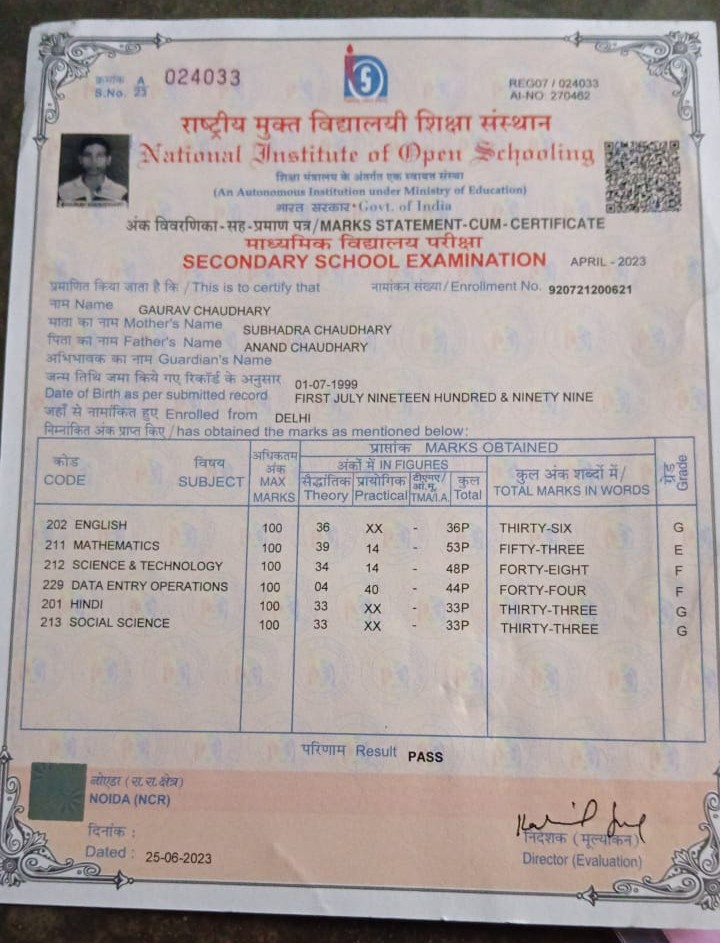 क्रमांक A 024033
S.No. 23
REG07 / 024033
AI-NO 270462
राष्ट्रीय मुक्त विद्यालयी शिक्षा संस्थान
National Institute of Open Schooling
शिक्षा मंत्रालय के अंतर्गत एक स्वायत्त संस्था
(An Autonomous Institution under Ministry of Education)
भारत सरकार • Govt. of India
अंक विवरणिका-सह-प्रमाण पत्र/MARKS STATEMENT-CUM-CERTIFICATE
माध्यमिक विद्यालय परीक्षा
SECONDARY SCHOOL EXAMINATION APRIL - 2023
प्रमाणित किया जाता है कि / This is to certify that नामांकन संख्या / Enrollment No. 920721200621
नाम Name GAURAV CHAUDHARY
माता का नाम Mother's Name SUBHADRA CHAUDHARY
पिता का नाम Father's Name ANAND CHAUDHARY
अभिभावक का नाम Guardian's Name
जन्म तिथि जमा किये गए रिकॉर्ड के अनुसार 01-07-1999
Date of Birth as per submitted record FIRST JULY NINETEEN HUNDRED & NINETY NINE
जहाँ से नामांकित हुए Enrolled from DELHI
निम्नांकित अंक प्राप्त किए / has obtained the marks as mentioned below:
कोड CODE विषय SUBJECT अधिकतम अंक MAX MARKS प्राप्तांक MARKS OBTAINED ग्रेड Grade
अंकों में IN FIGURES कुल अंक शब्दों में / TOTAL MARKS IN WORDS
सैद्धांतिक Theory प्रायोगिक Practical टीएमए/आं.मू. TMA/I.A. कुल Total
202 ENGLISH 100 36 XX - 36P THIRTY-SIX G
211 MATHEMATICS 100 39 14 - 53P FIFTY-THREE E
212 SCIENCE & TECHNOLOGY 100 34 14 - 48P FORTY-EIGHT F
229 DATA ENTRY OPERATIONS 100 04 40 - 44P FORTY-FOUR F
201 HINDI 100 33 XX - 33P THIRTY-THREE G
213 SOCIAL SCIENCE 100 33 XX - 33P THIRTY-THREE G
परिणाम Result PASS
नोएडा (रा.रा.क्षेत्र)
NOIDA (NCR)
दिनांक :
Dated : 25-06-2023
निदेशक (मूल्यांकन)
Director (Evaluation)